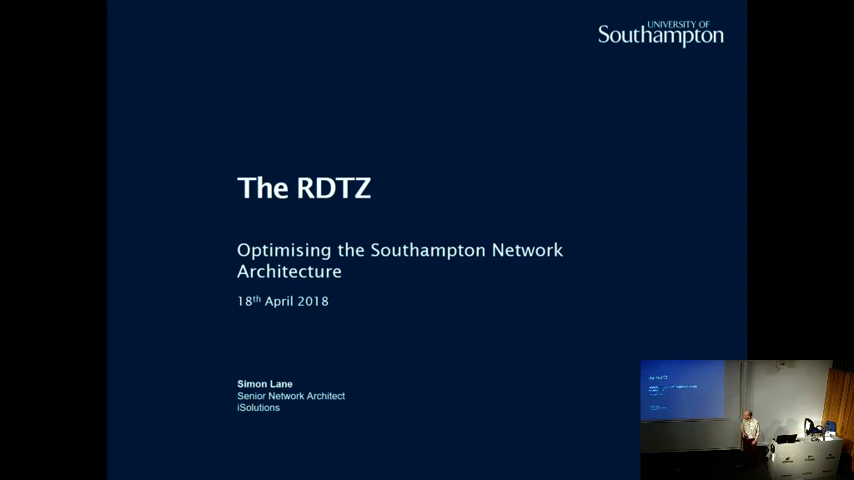 UNIVERSITY OF
Southampton
The RDTZ
Optimising the Southampton Network
Architecture
18th April 2018
Simon Lane
Senior Network Architect
iSolutions